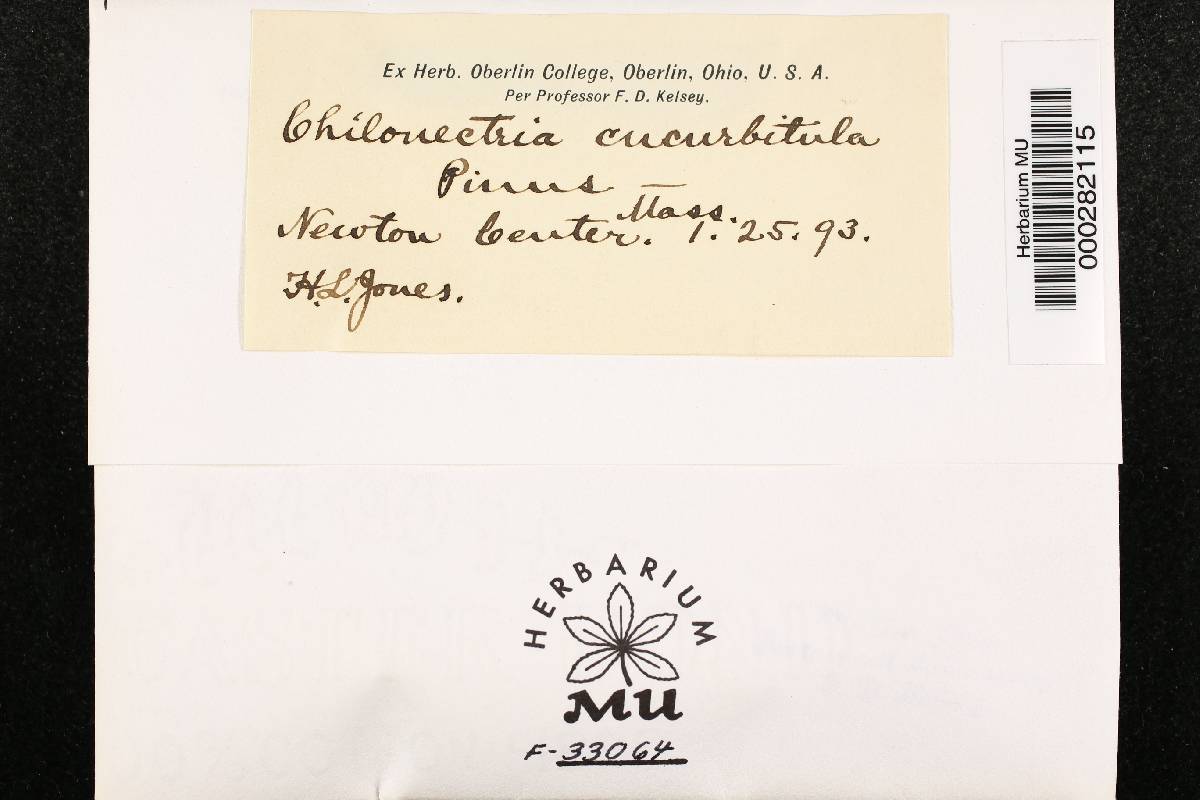 Ex Herb. Oberlin College, Oberlin, Ohio, U. S. A.
Per Professor F. D. Kelsey.
Chilonectria cucurbitula
Pinus —
Newton Center. Mass. 1. 25. 93.
H. L. Jones.
Herbarium MU
000282115
HERBARIUM
MU
F-33064